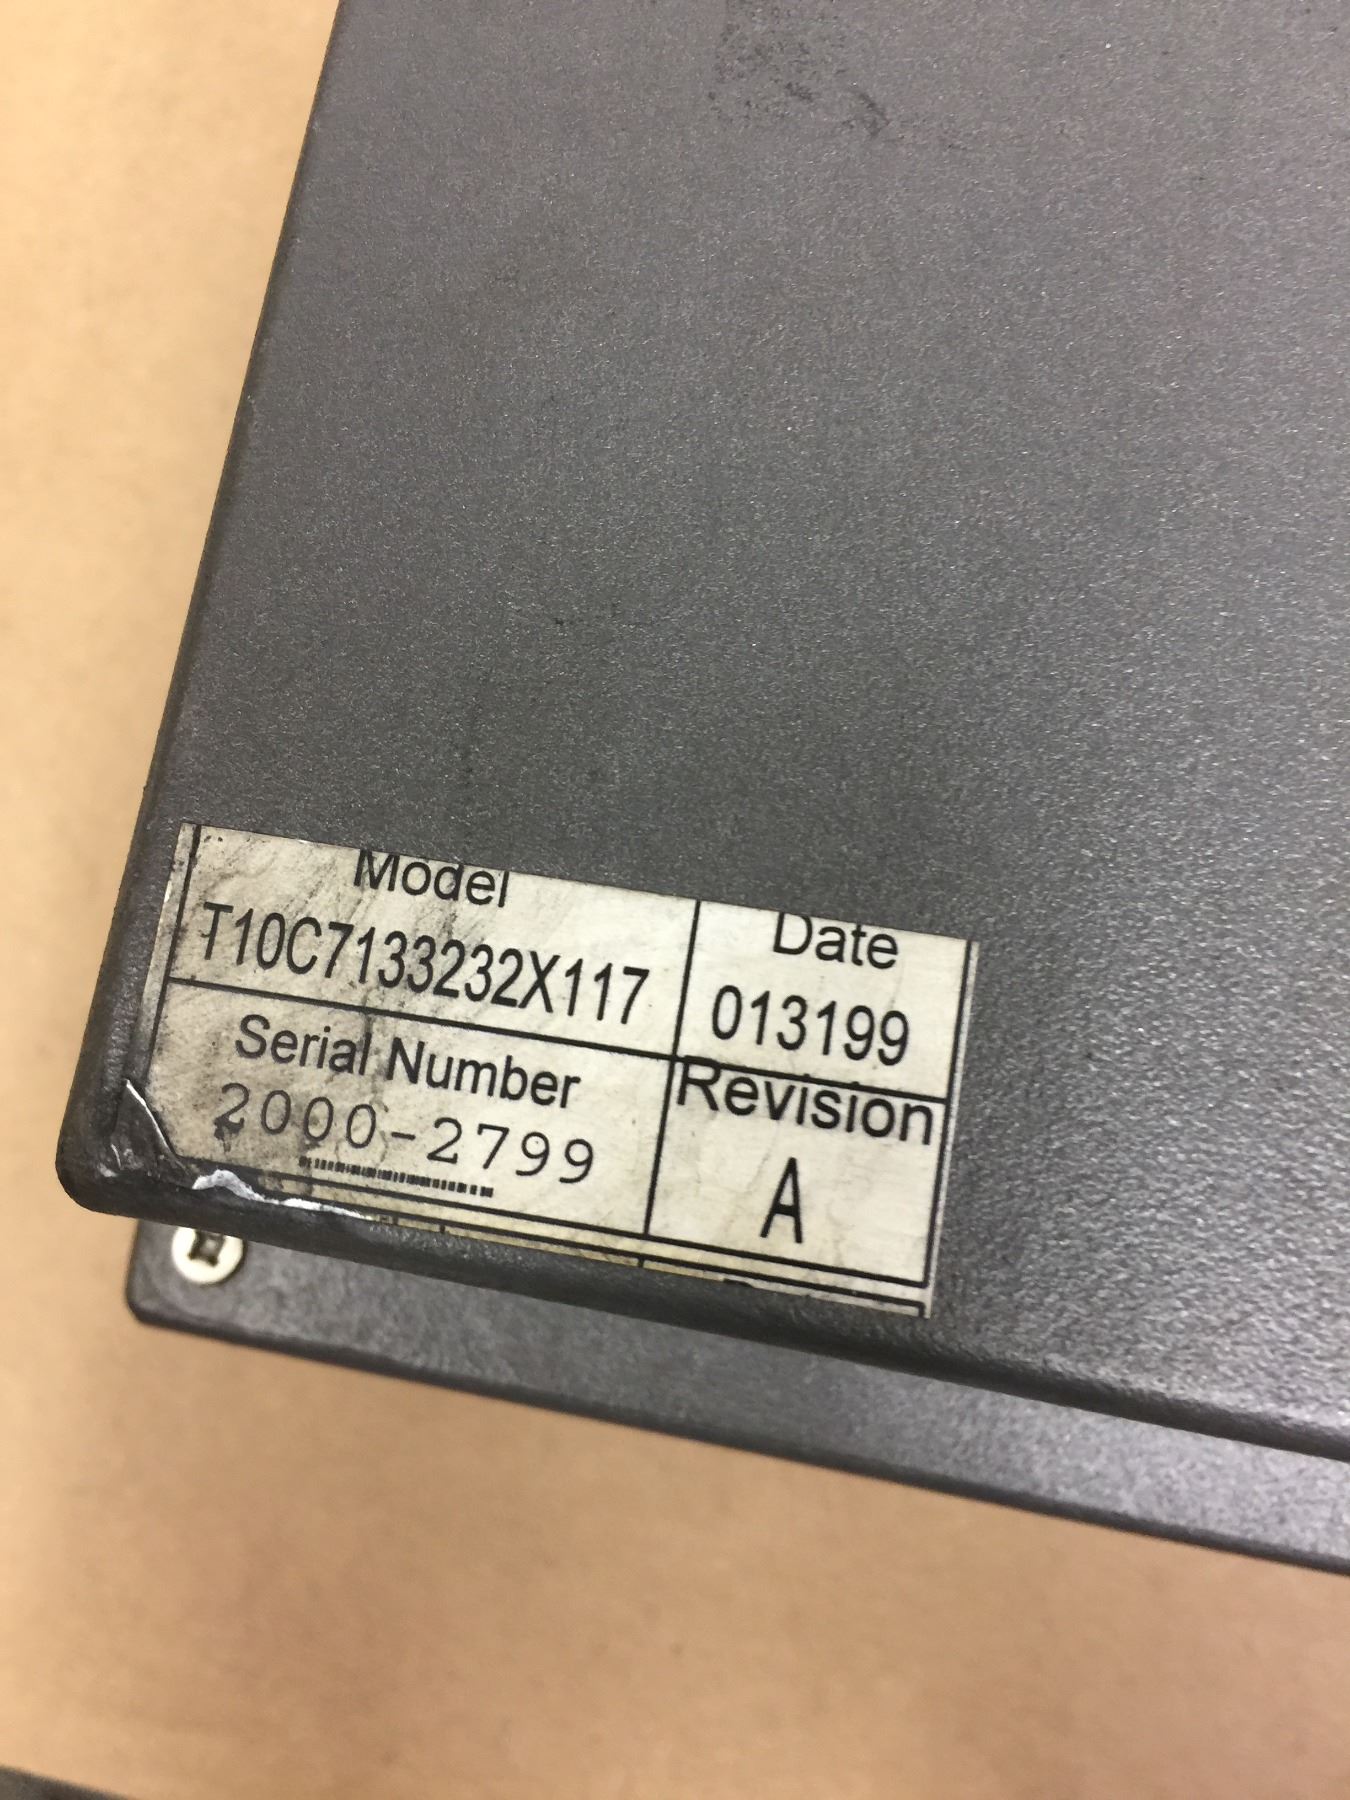 Model
T10C7133232X117
Date
013199
Serial Number
2000-2799
Revision
A